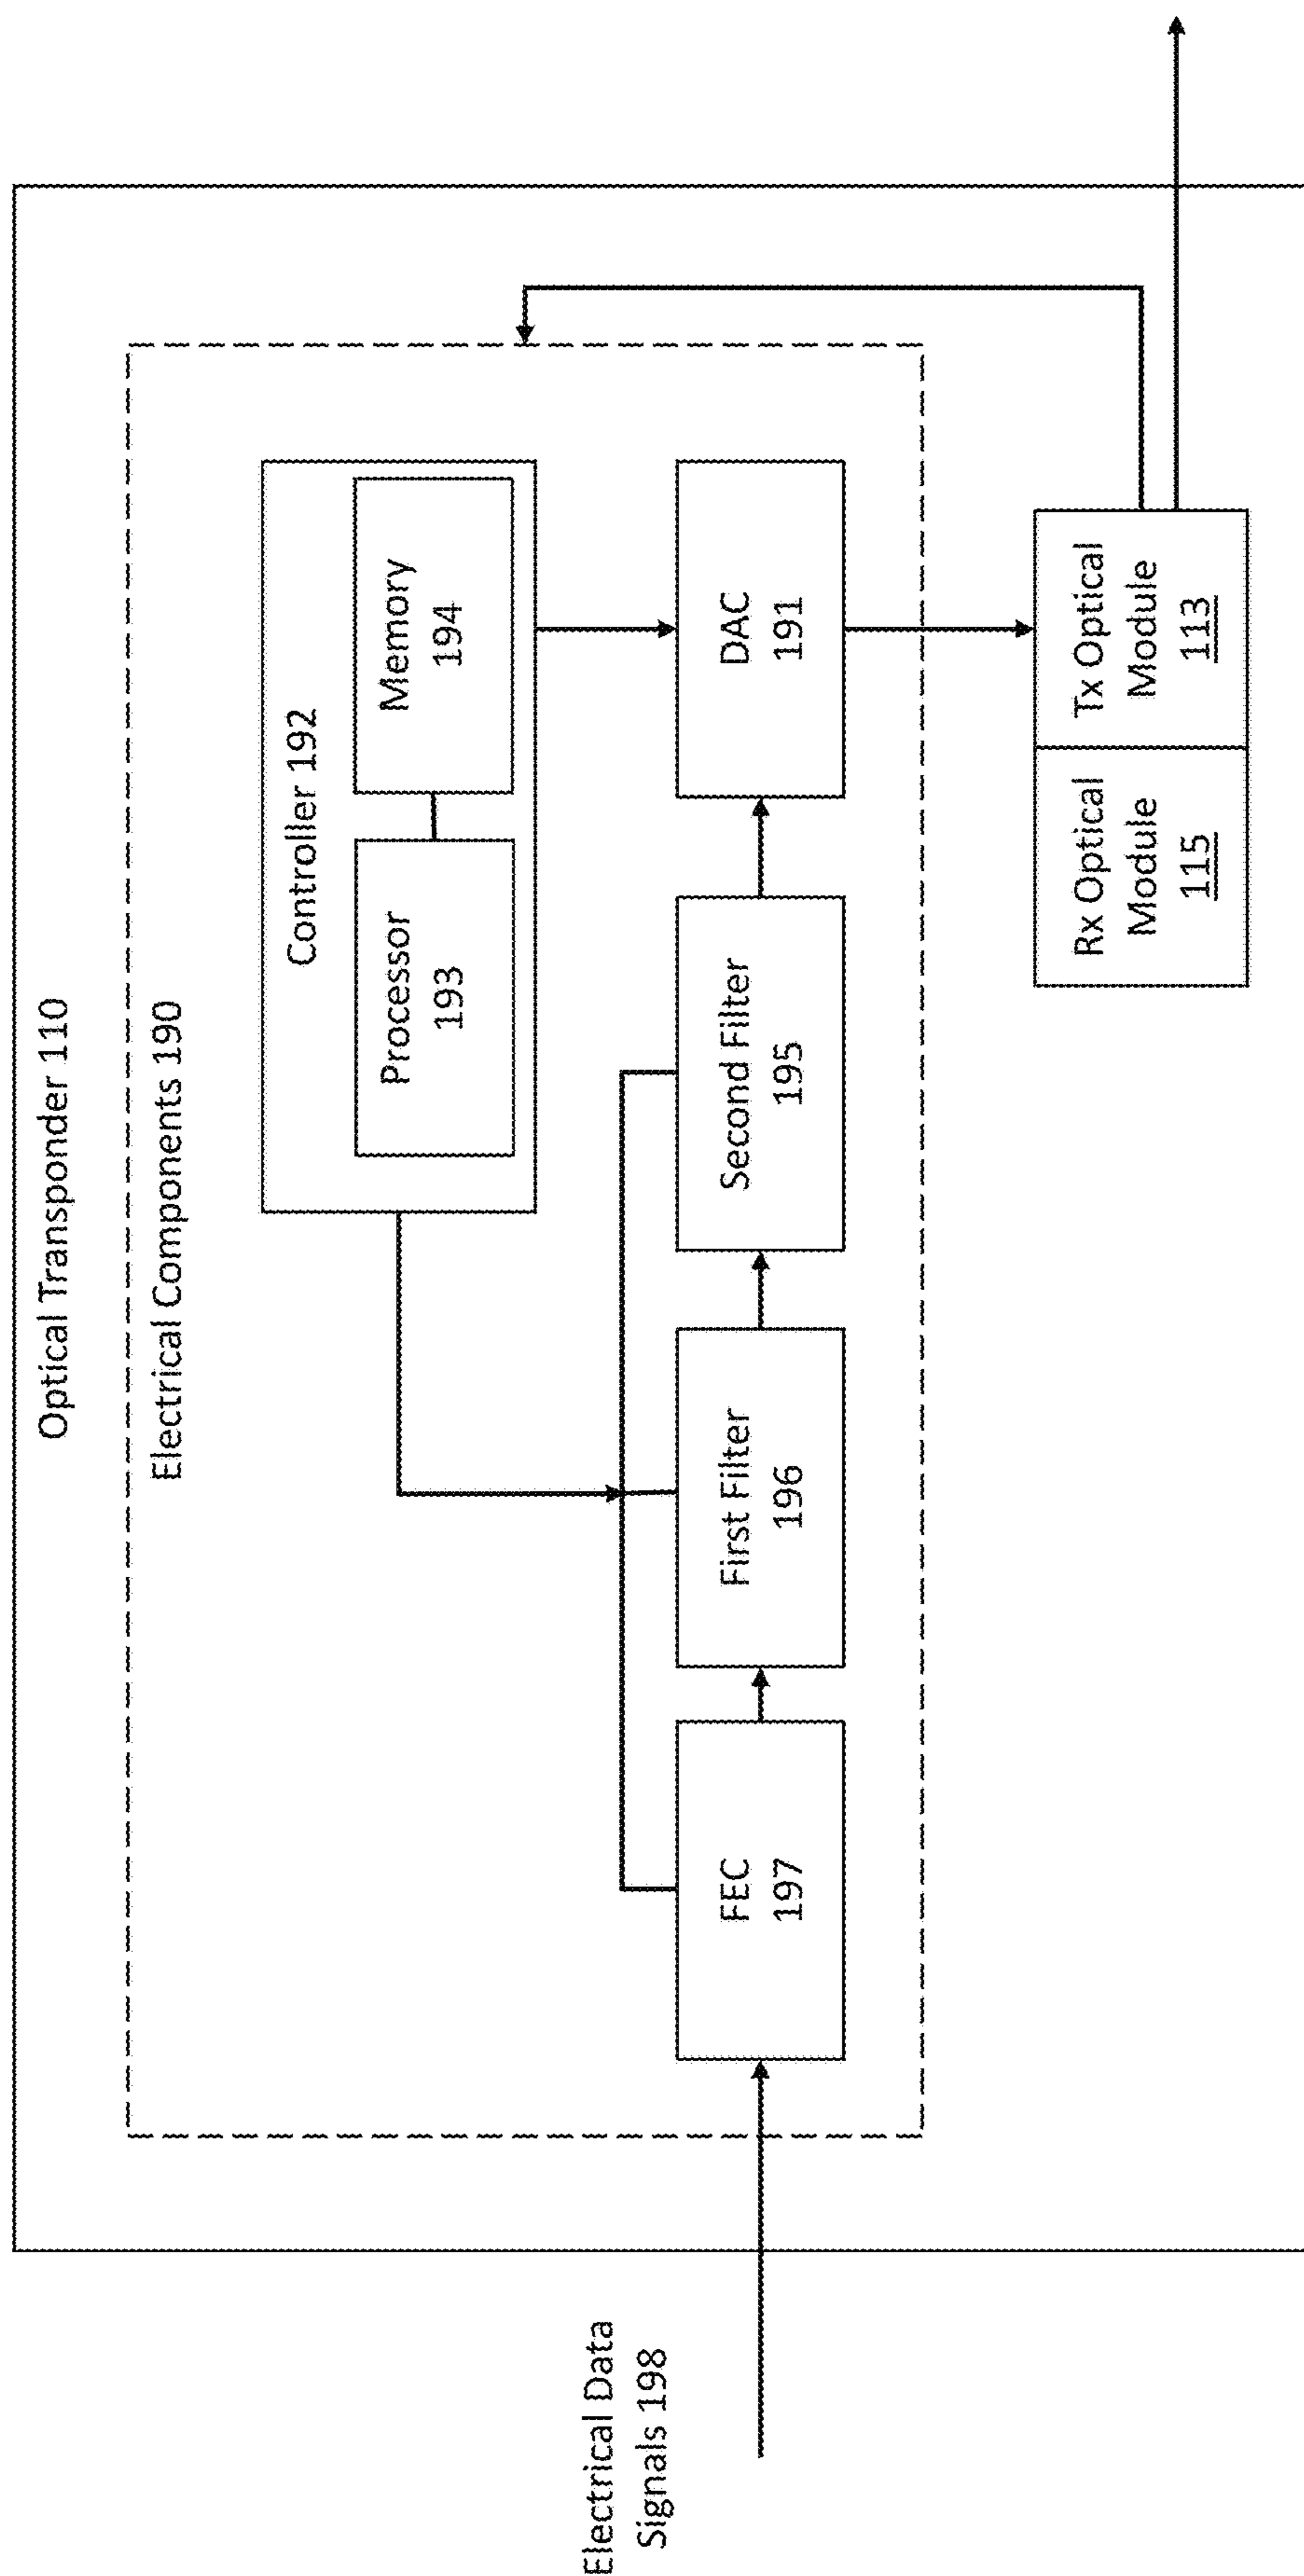 Optical Transponder 110
Electrical Components 190
Controller 192
Processor
193
Memory
194
Electrical Data
Signals 198
FEC
197
First Filter
196
Second Filter
195
DAC
191
Rx Optical
Module
115
Tx Optical
Module
113